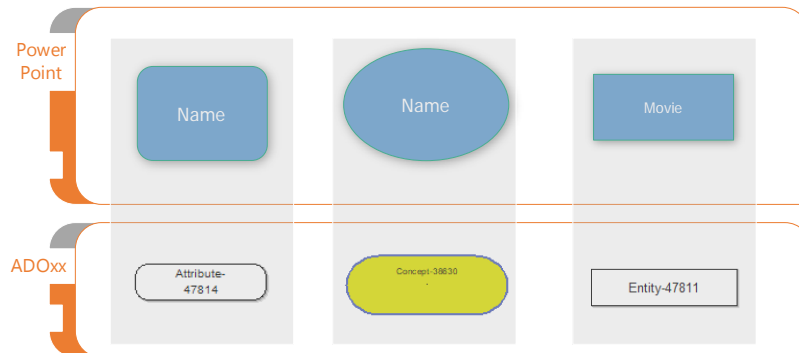 Power
Point
Name
Name
Movie
ADOxx
Attribute-
47814
Concept-38630
-
Entity-47811